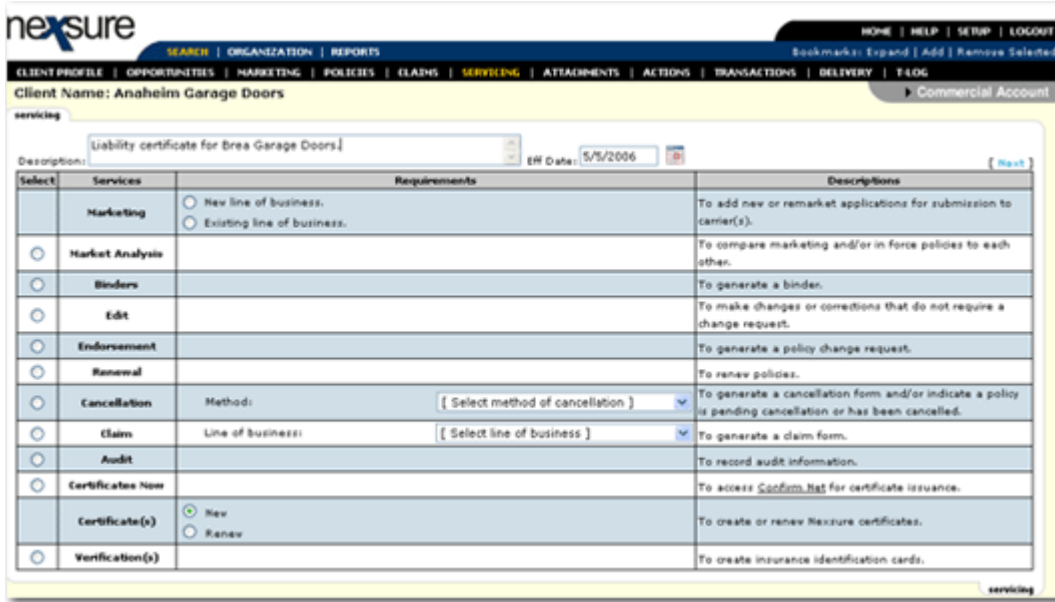 nexsure
HOME | HELP | SETUP | LOGOUT
SEARCH | ORGANIZATION | REPORTS
Bookmarks: Expand | Add | Remove Selected
CLIENT PROFILE | OPPORTUNITIES | MARKETING | POLICIES | CLAIMS | SERVICING | ATTACHMENTS | ACTIONS | TRANSACTIONS | DELIVERY | T-LOG
Client Name: Anaheim Garage Doors
Commercial Account
servicing
Description: Liability certificate for Brea Garage Doors. Eff Date: 5/5/2006
[ Next ]
Select Services Requirements Descriptions
Marketing
New line of business.
Existing line of business.
To add new or remarket applications for submission to
carrier(s).
Market Analysis
To compare marketing and/or in force policies to each
other.
Binders To generate a binder.
Edit
To make changes or corrections that do not require a
change request.
Endorsement To generate a policy change request.
Renewal To renew policies.
Cancellation Method: [ Select method of cancellation ]
To generate a cancellation form and/or indicate a policy
is pending cancellation or has been cancelled.
Claim Line of business: [ Select line of business ] To generate a claim form.
Audit To record audit information.
Certificates Now To access Confirm Net for certificate issuance.
Certificate(s)
New
Renew
To create or renew Nexsure certificates.
Verification(s) To create insurance identification cards.
servicing